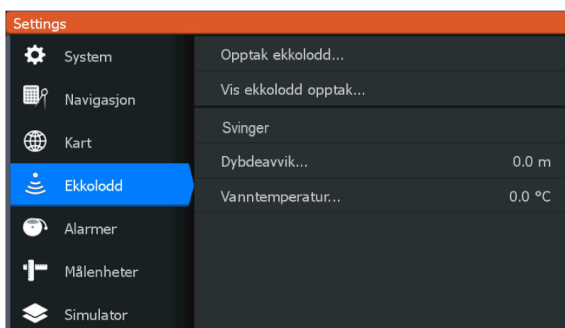 Settings
System
Navigasjon
Kart
Ekkolodd
Alarmer
Målenheter
Simulator
Opptak ekkolodd...
Vis ekkolodd opptak...
Svinger
Dybdeavvik... 0.0 m
Vanntemperatur... 0.0 °C